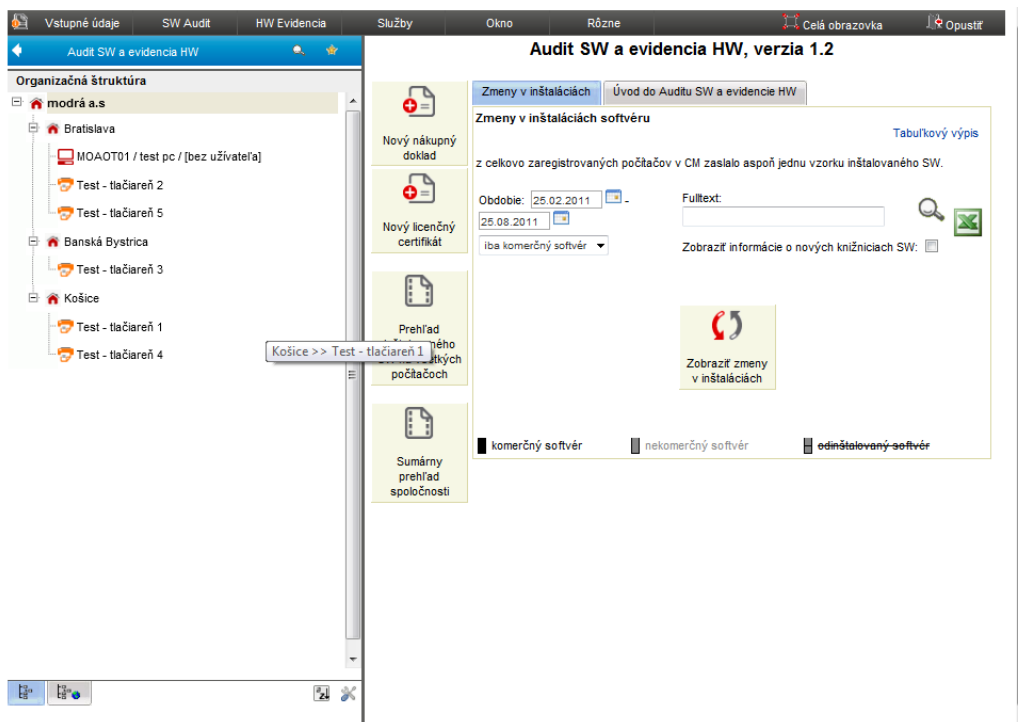 Vstupné údaje SW Audit HW Evidencia Služby Okno Rôzne Celá obrazovka Opustiť
Audit SW a evidencia HW
Organizačná štruktúra
modrá a.s
Bratislava
MOAOT01 / test pc / [bez užívateľa]
Test - tlačiareň 2
Test - tlačiareň 5
Banská Bystrica
Test - tlačiareň 3
Košice
Test - tlačiareň 1
Test - tlačiareň 4
Košice >> Test - tlačiareň 1
Audit SW a evidencia HW, verzia 1.2
Nový nákupný
doklad
Nový licenčný
certifikát
Prehľad
počítačoch
Sumárny
prehľad
spoločnosti
Zmeny v inštaláciách Úvod do Auditu SW a evidencie HW
Zmeny v inštaláciách softvéru
Tabuľkový výpis
z celkovo zaregistrovaných počítačov v CM zaslalo aspoň jednu vzorku inštalovaného SW.
Obdobie: 25.02.2011 -
25.08.2011
iba komerčný softvér
Fulltext:
Zobraziť informácie o nových knižniciach SW:
Zobraziť zmeny
v inštaláciách
komerčný softvér nekomerčný softvér odinštalovaný softvér